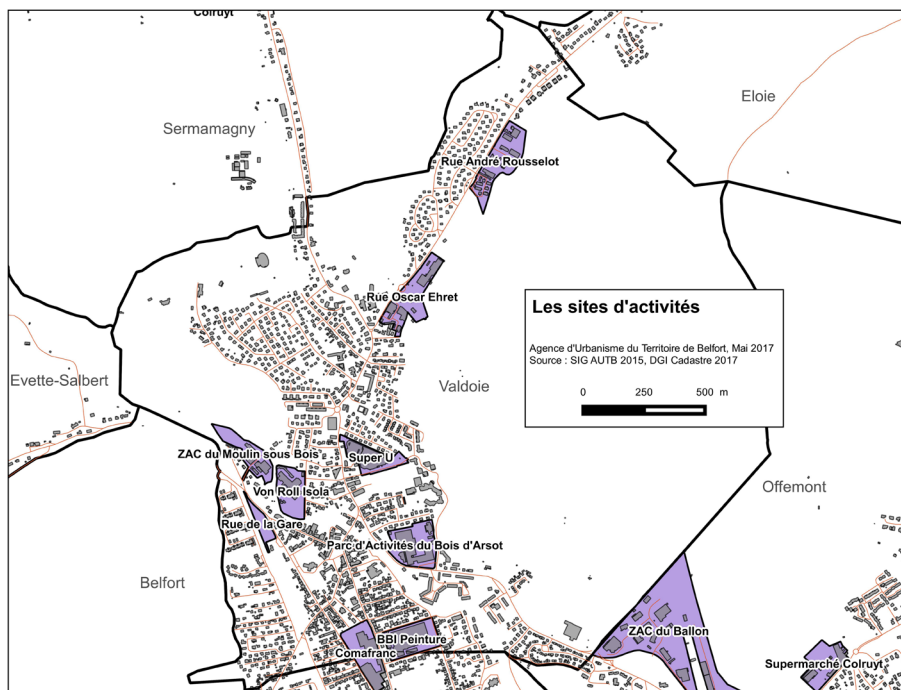 Colruyt
Sermamagny
Eloie
Rue André Rousselot
Rue Oscar Ehret
Les sites d'activités
Agence d'Urbanisme du Territoire de Belfort, Mai 2017
Source : SIG AUTB 2015, DGI Cadastre 2017
0 250 500 m
Evette-Salbert
Valdoie
ZAC du Moulin sous Bois
Super U
Von Roll Isola
Offemont
Rue de la Gare
Parc d'Activités du Bois d'Arsot
Belfort
ZAC du Ballon
BBI Peinture
Comafranc
Supermarché Colruyt